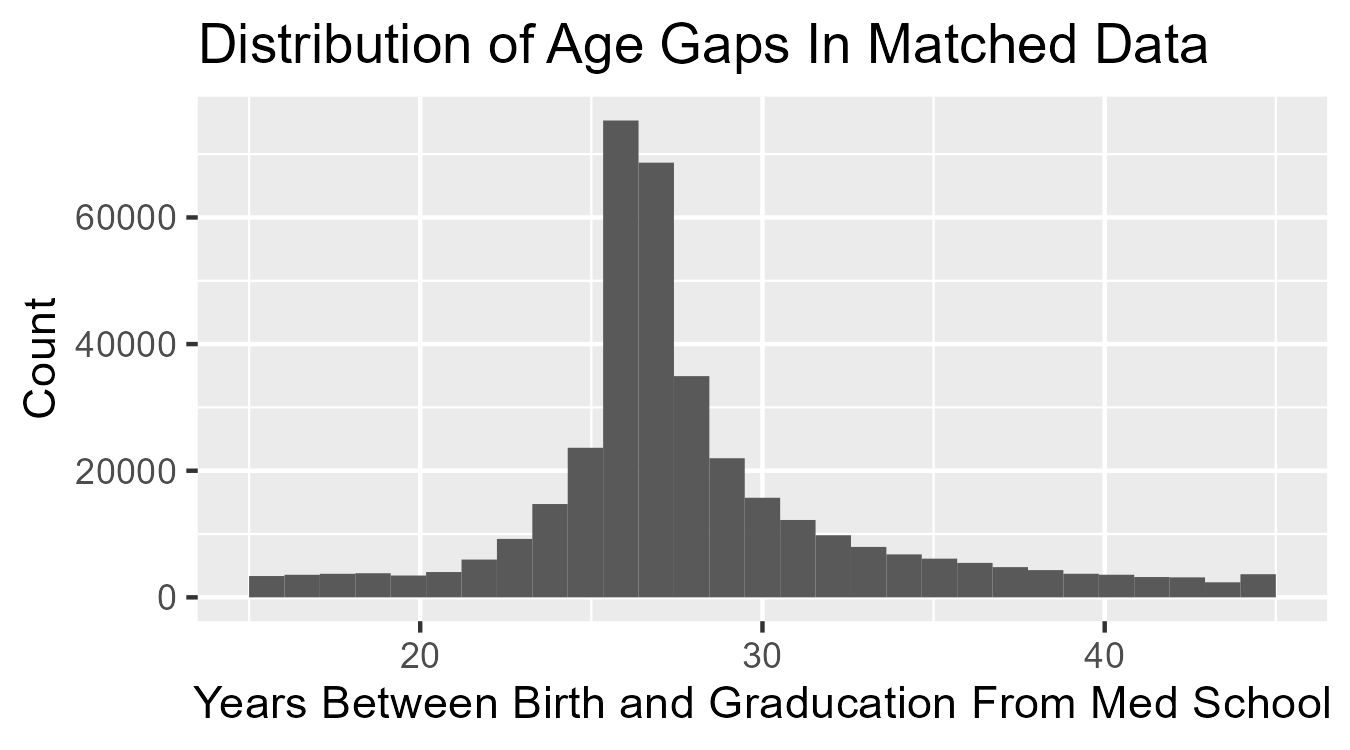 Distribution of Age Gaps In Matched Data
Count
60000
40000
20000
0
20 30 40
Years Between Birth and Graducation From Med School